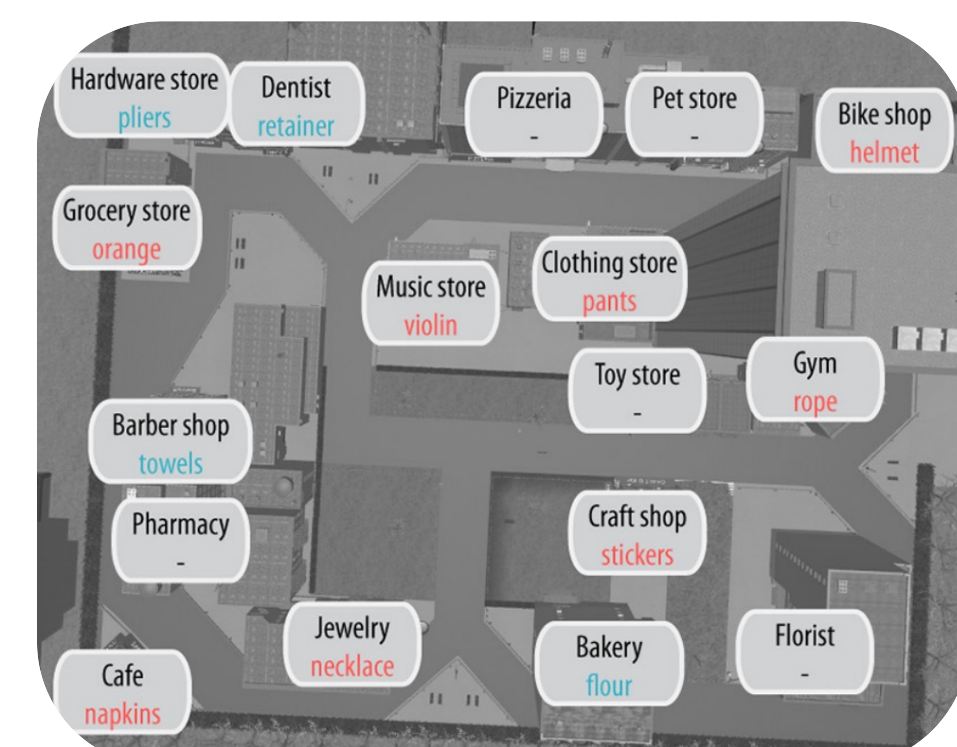 Hardware store
pliers
Dentist
retainer
Pizzeria
-
Pet store
-
Bike shop
helmet
Grocery store
orange
Music store
violin
Clothing store
pants
Toy store
-
Gym
rope
Barber shop
towels
Pharmacy
-
Craft shop
stickers
Jewelry
necklace
Bakery
flour
Florist
-
Cafe
napkins